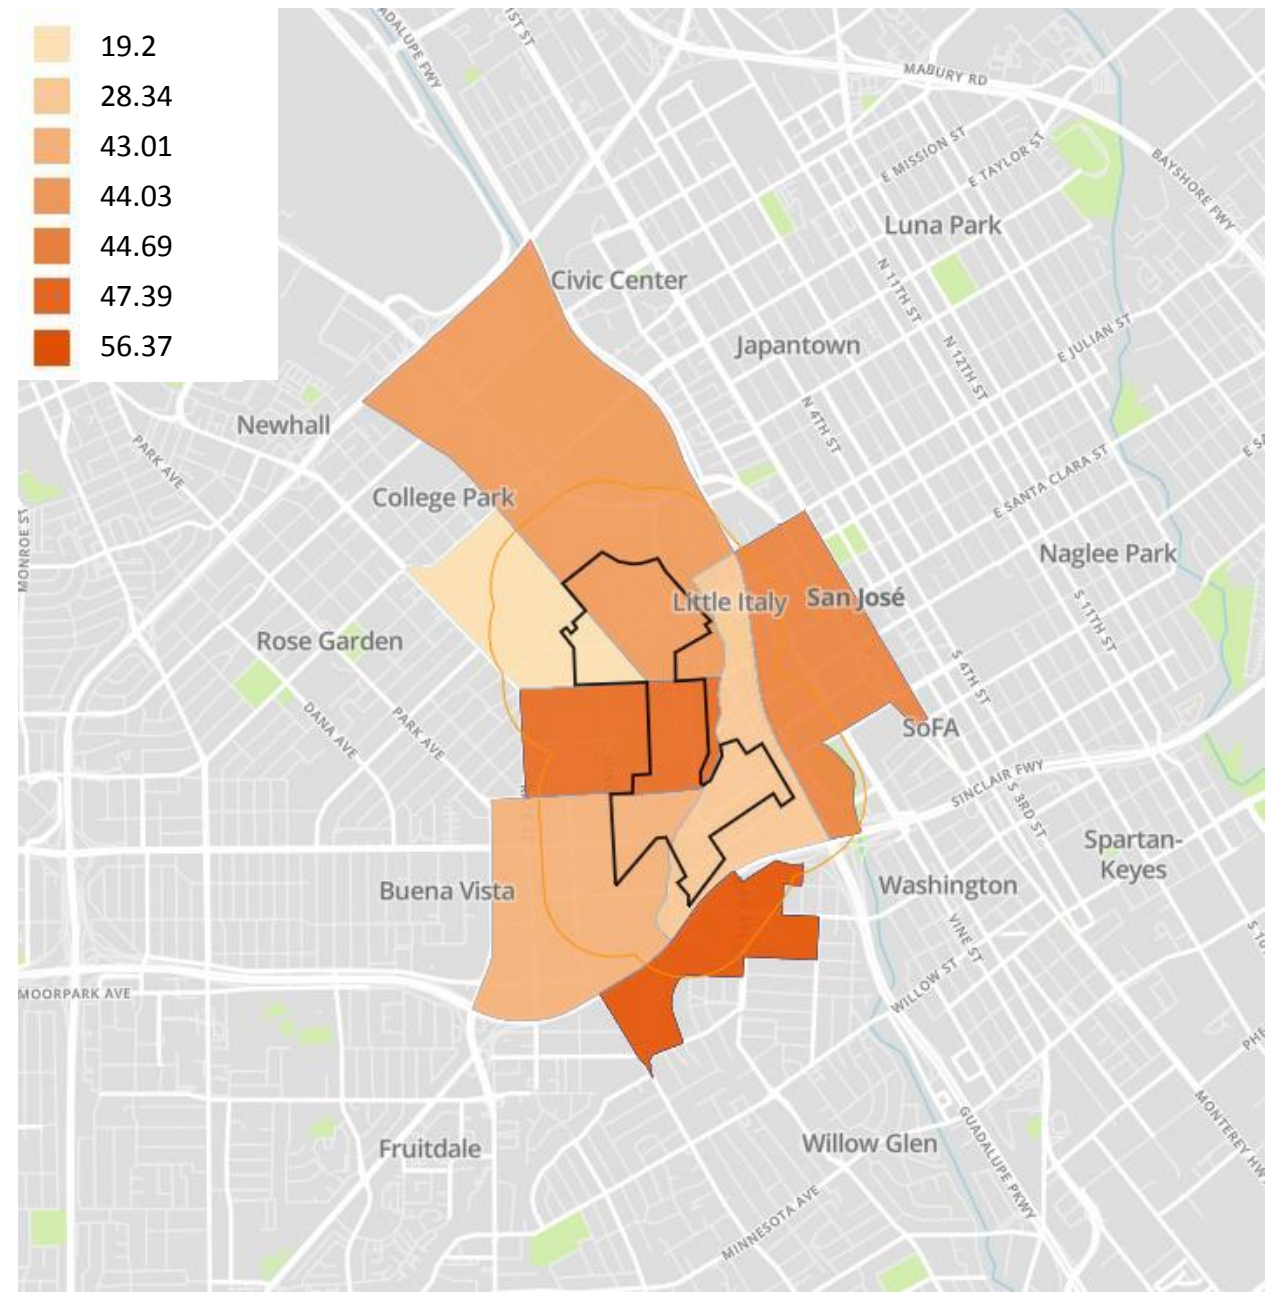 19.2
28.34
43.01
44.03
44.69
47.39
56.37
1ST ST
MABURY RD
E MISSION ST
E TAYLOR ST
BAYSHORE FWY
Luna Park
Civic Center
N 11TH ST
E JULIAN ST
Japantown
N 12TH ST
Newhall
N 4TH ST
PARK AVE
E SANTA CLARA ST
College Park
MONROE ST
Naglee Park
Little Italy
San José
S 11TH ST
Rose Garden
S 4TH ST
DANA AVE
PARK AVE
SoFA
SINCLAIR FWY
S 3RD ST
Spartan-
Keyes
Buena Vista
Washington
VINE ST
WILLOW ST
MOORPARK AVE
MONTEREY HW
GUADALUPE PKWY
Fruitdale
Willow Glen
MINNESOTA AVE